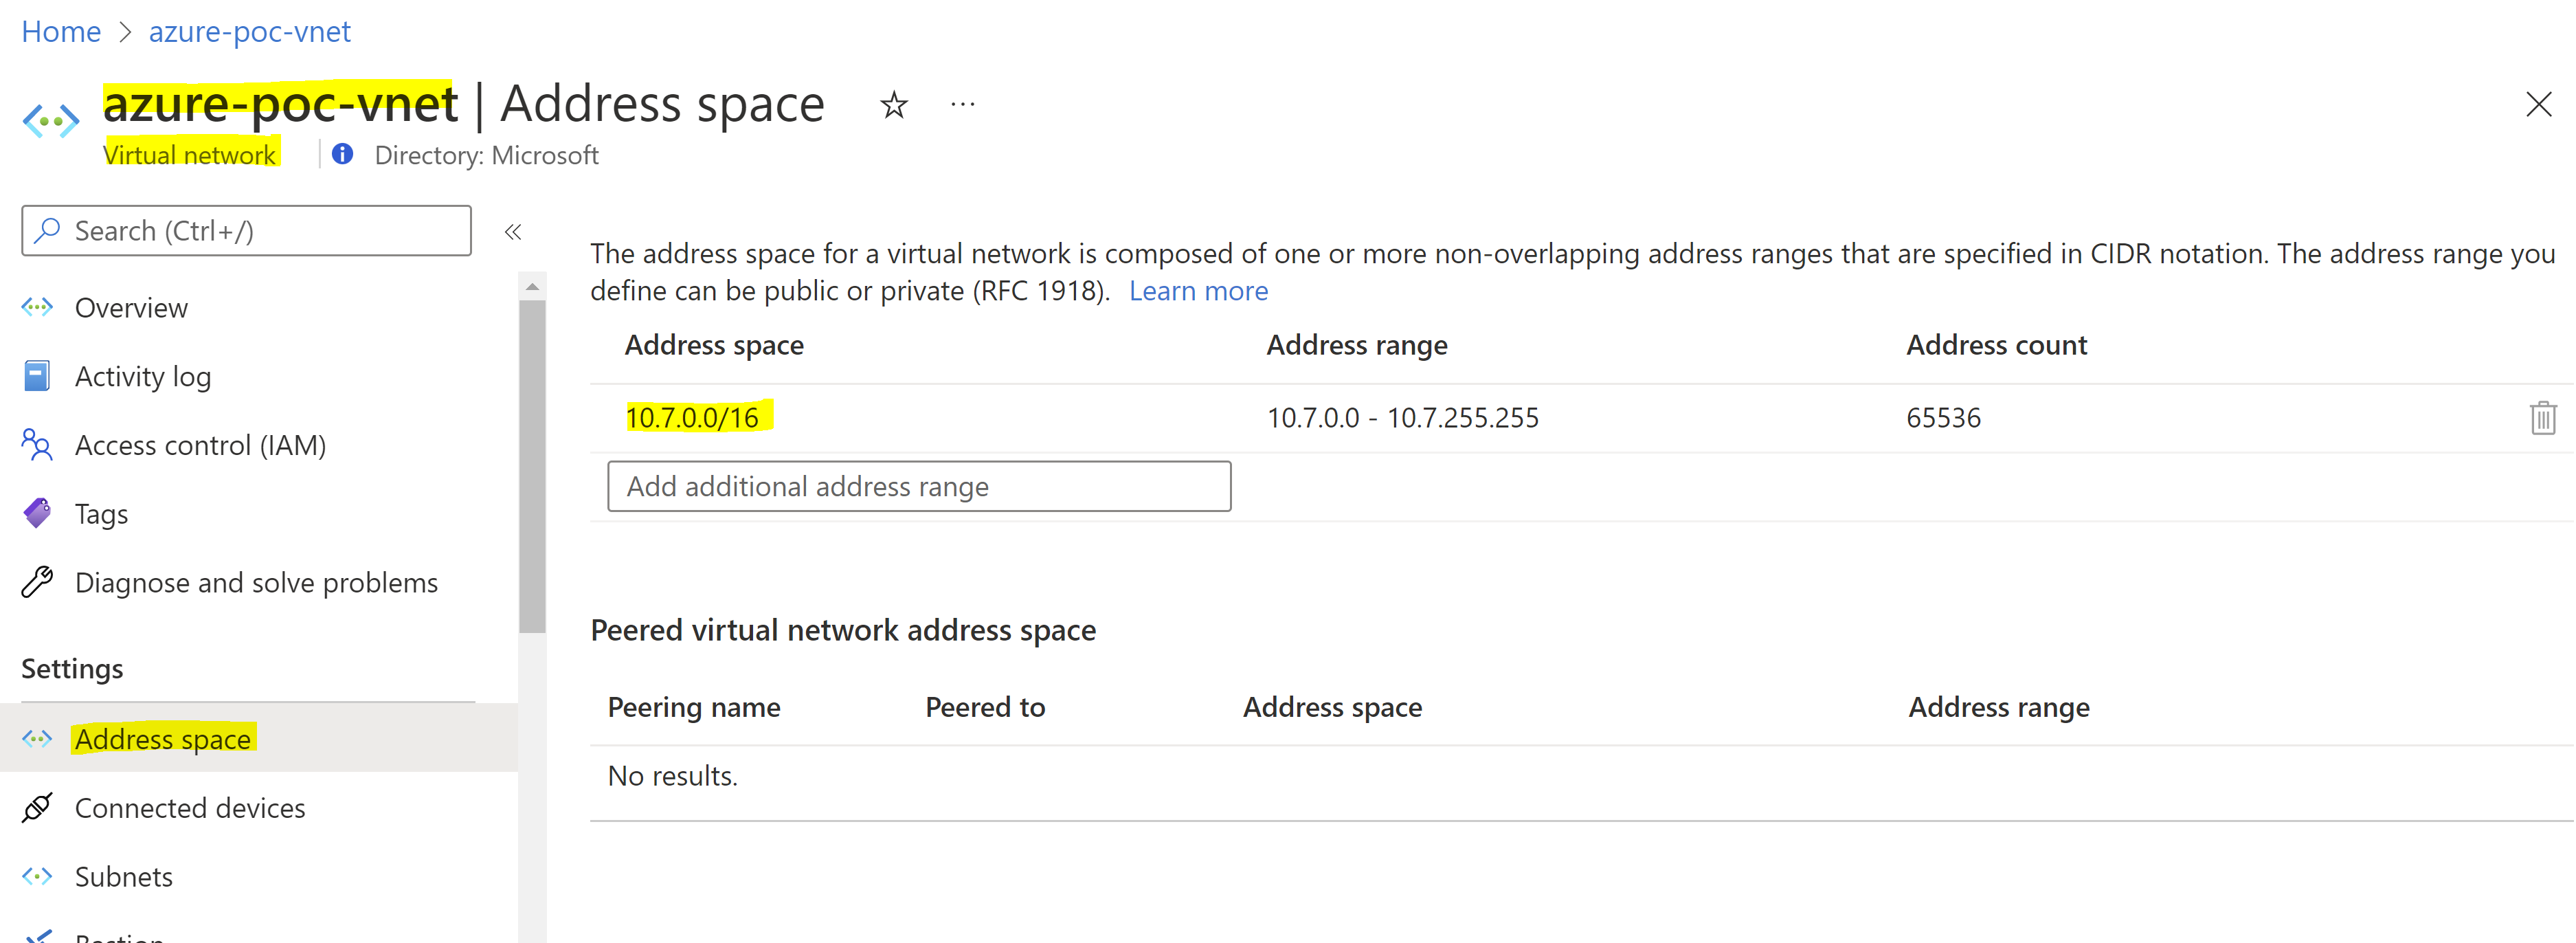 Home > azure-poc-vnet
azure-poc-vnet | Address space
Virtual network
Directory: Microsoft
Search (Ctrl+/)
Overview
Activity log
Access control (IAM)
Tags
Diagnose and solve problems
Settings
Address space
Connected devices
Subnets
Bastion
The address space for a virtual network is composed of one or more non-overlapping address ranges that are specified in CIDR notation. The address range you
define can be public or private (RFC 1918). Learn more
Address space Address range Address count
10.7.0.0/16 10.7.0.0 - 10.7.255.255 65536
Add additional address range
Peered virtual network address space
Peering name Peered to Address space Address range
No results.